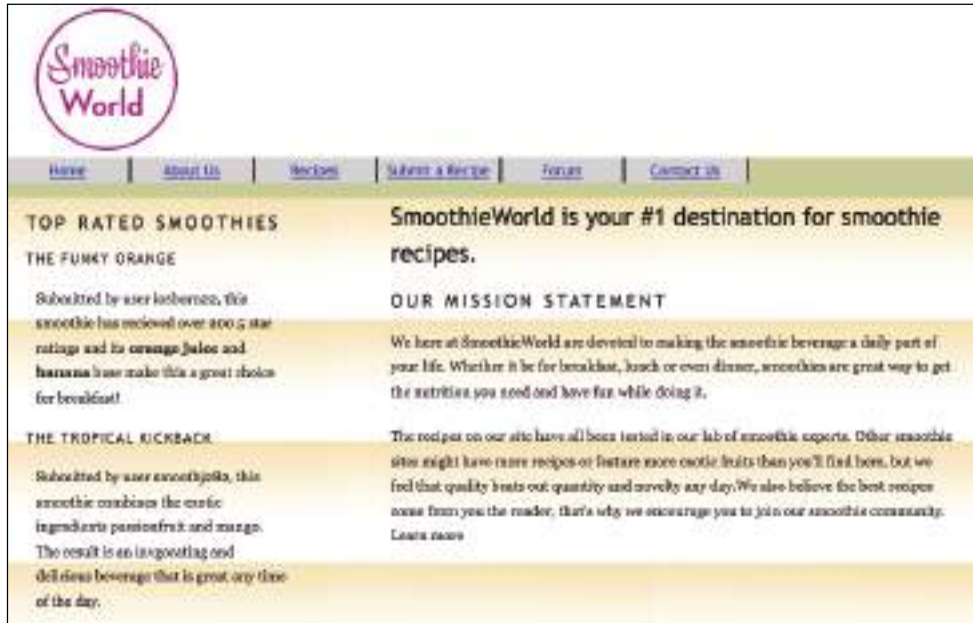 Smoothie
World
Home About Us Recipes Submit a Recipe Forum Contact Us
TOP RATED SMOOTHIES
THE FUNKY ORANGE
Submitted by user, this
smoothie has recieved over 200 5 star
ratings and its orange juice and
banana base make this a great choice
for breakfast!
THE TROPICAL KICKBACK
Submitted by user, this
smoothie combines the exotic
ingredients passionfruit and mango.
The result is an invigorating and
delicious beverage that is great any time
of the day.
SmoothieWorld is your #1 destination for smoothie
recipes.
OUR MISSION STATEMENT
We here at SmoothieWorld are devoted to making the smoothie beverage a daily part of
your life. Whether it be for breakfast, lunch or even dinner, smoothies are great way to get
the nutrition you need and have fun while doing it.
The recipes on our site have all been tested in our lab of smoothie experts. Other smoothie
sites might have more recipes or feature more exotic fruits than you'll find here, but we
feel that quality beats out quantity and novelty any day.We also believe the best recipes
come from you the reader, that's why we encourage you to join our smoothie community.
Learn more